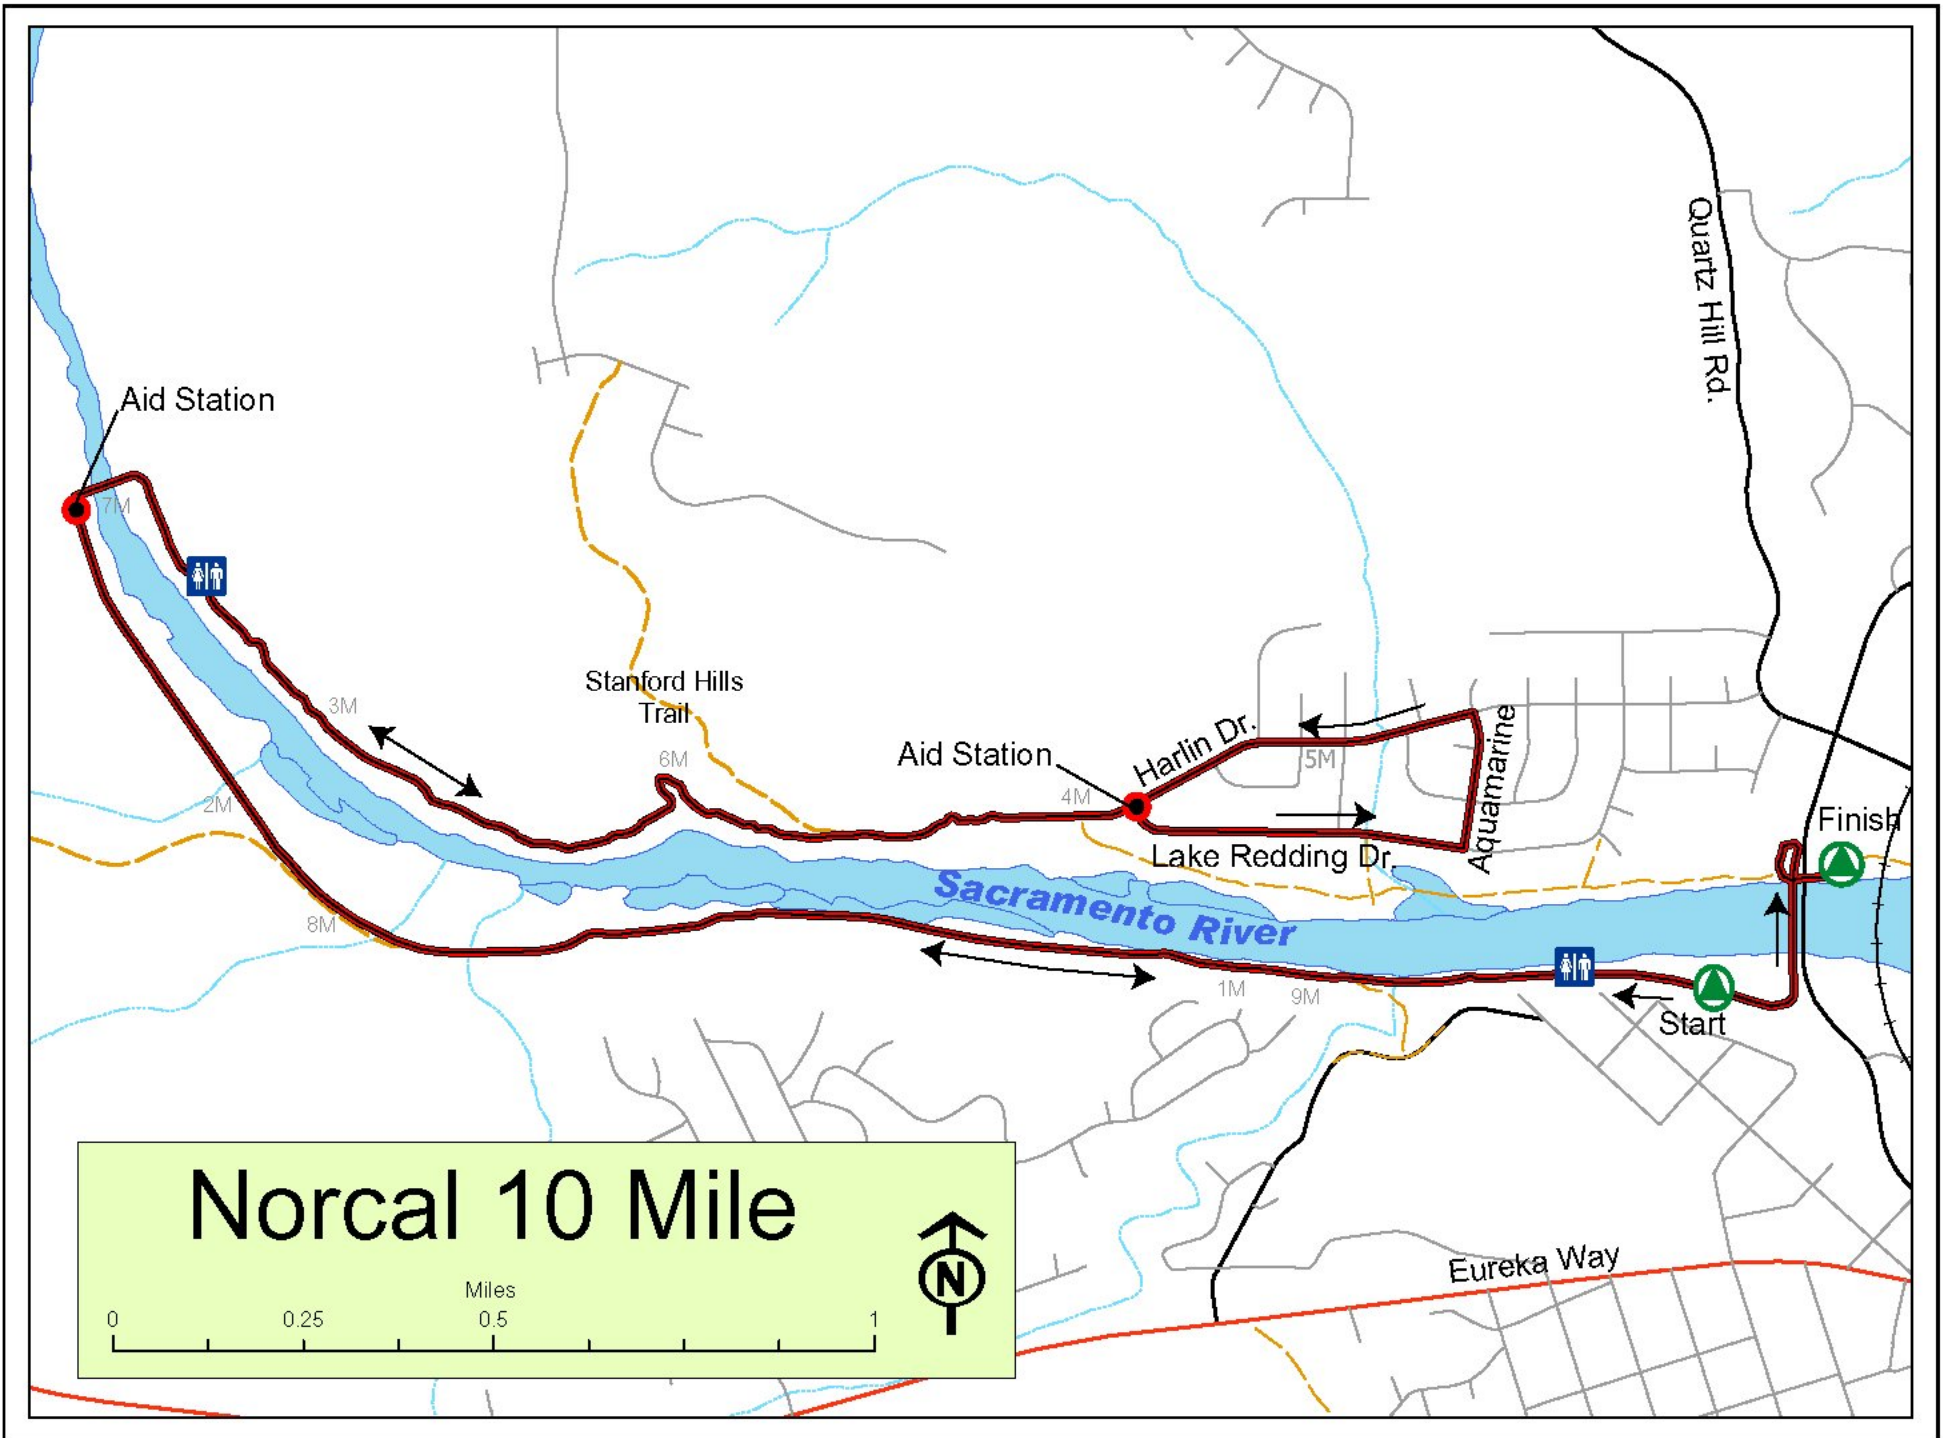 Quartz Hill Rd.
Aid Station
7M
3M
Stanford Hills
Trail
6M
Aid Station
Harlin Dr.
5M
Aquamarine
4M
2M
Finish
Lake Redding Dr.
Sacramento River
8M
1M
9M
Start
Norcal 10 Mile
N
Miles
0
0.25
0.5
1
Eureka Way